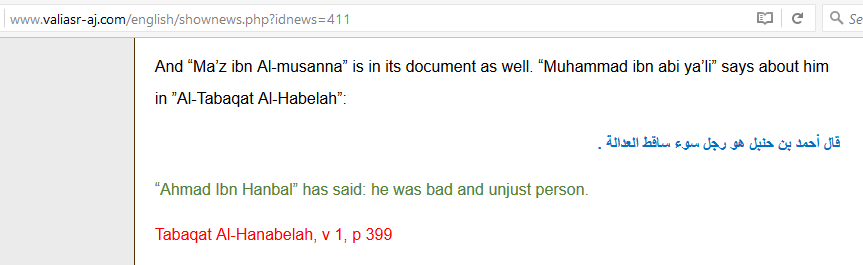 www.valiasr-aj.com/english/shownews.php?idnews=411
Se
And “Ma’z ibn Al-musanna” is in its document as well. “Muhammad ibn abi ya’li” says about him
in ”Al-Tabaqat Al-Habelah”:
قال أحمد بن حنبل هو رجل سوء ساقط العدالة .
“Ahmad Ibn Hanbal” has said: he was bad and unjust person.
Tabaqat Al-Hanabelah, v 1, p 399